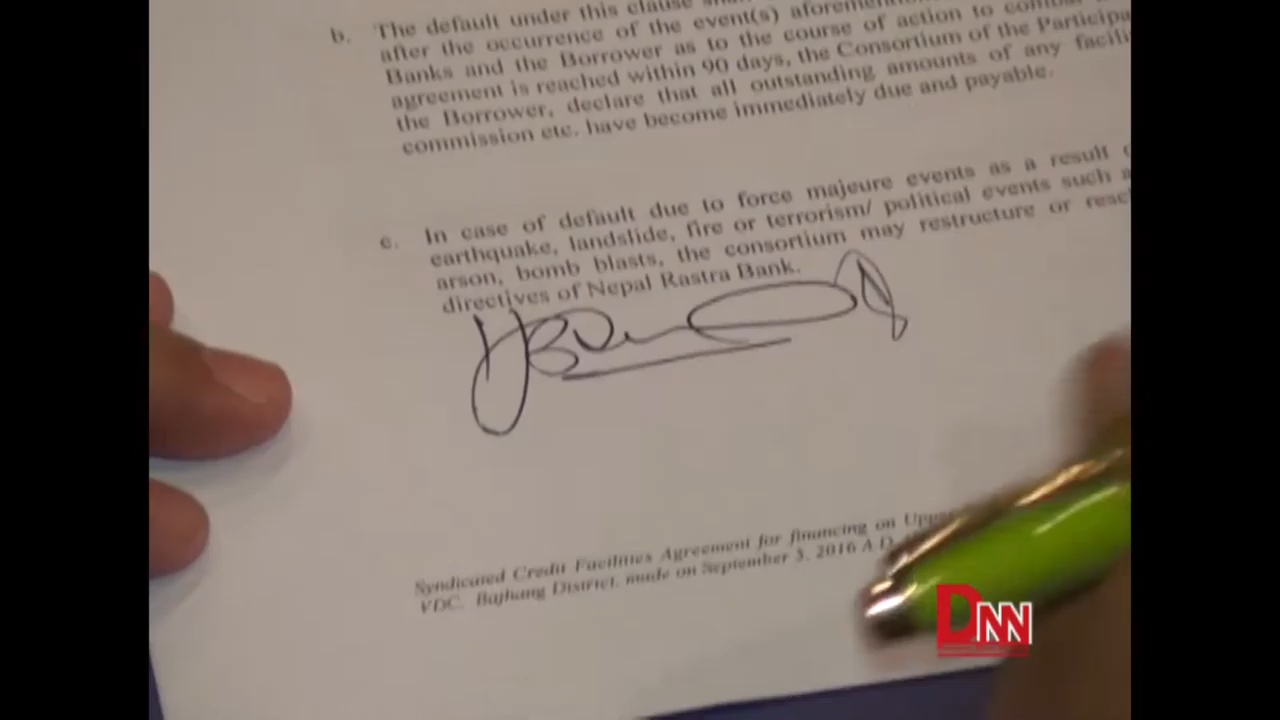 b. The default under this clause
after the occurrence of the event(s)
Banks and the Borrower as to the course of action to
agreement is reached within 90 days, the Consortium of the
the Borrower, declare that all outstanding amounts of any
commission etc. have become immediately due and payable.
c. In case of default due to force majeure events as a result
earthquake, landslide, fire or terrorism/ political events such
arson, bomb blasts, the consortium may restructure or
directives of Nepal Rastra Bank.
Syndicated Credit Facilities Agreement for financing on
VDC, Bajhang District, made on September 5, 2016 A.D.
DNN